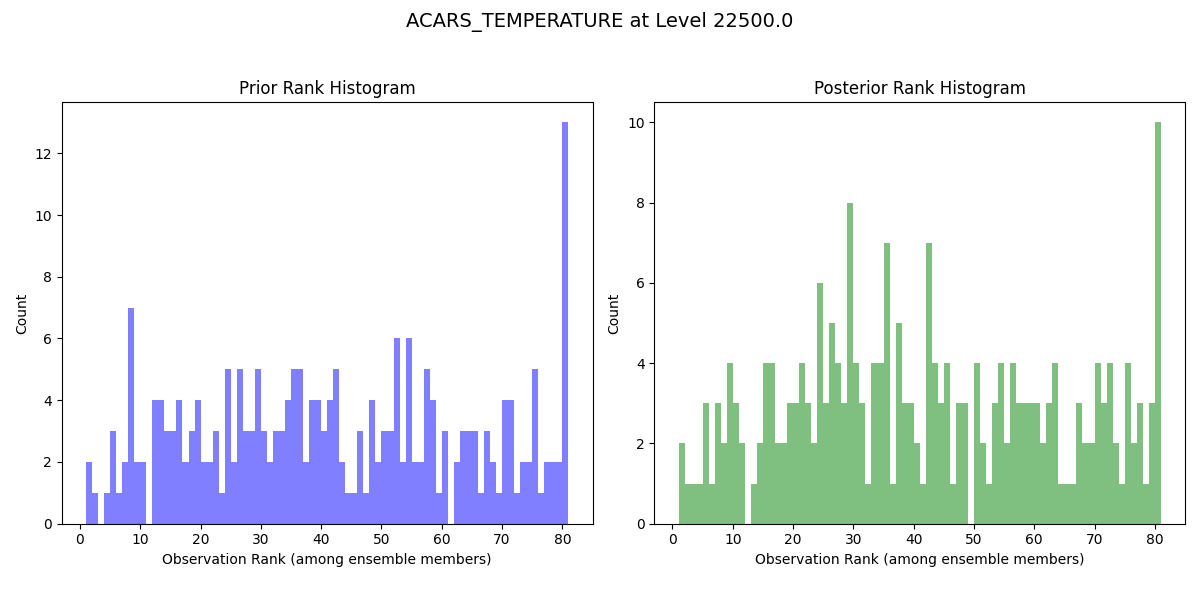 ACARS_TEMPERATURE at Level 22500.0
Prior Rank Histogram
Count
12
10
8
6
4
2
0
0 10 20 30 40 50 60 70 80
Observation Rank (among ensemble members)
Posterior Rank Histogram
Count
10
8
6
4
2
0
0 10 20 30 40 50 60 70 80
Observation Rank (among ensemble members)